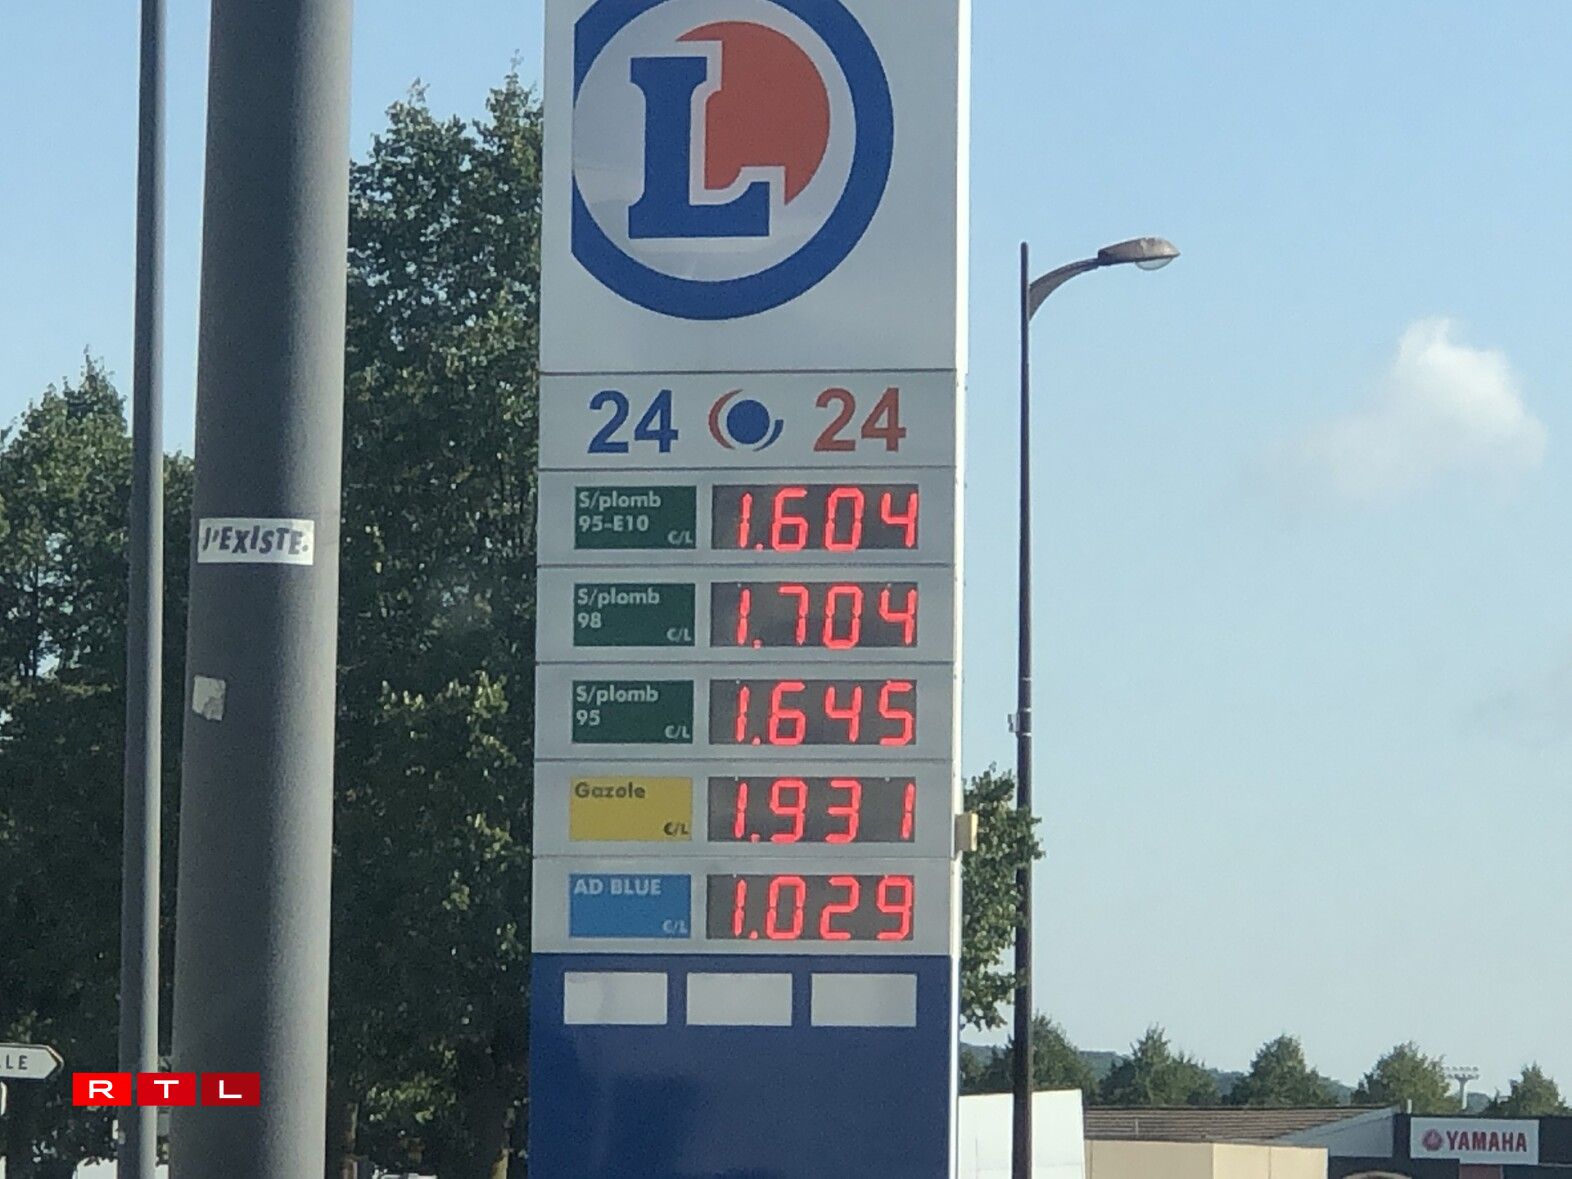 L
24 24
S/plomb
95-E10
€/L
1.604
S/plomb
98
€/L
1.704
S/plomb
95
€/L
1.645
Gazole
€/L
1.931
AD BLUE
€/L
1.029
J'EXISTE.
LE
RTL
YAMAHA